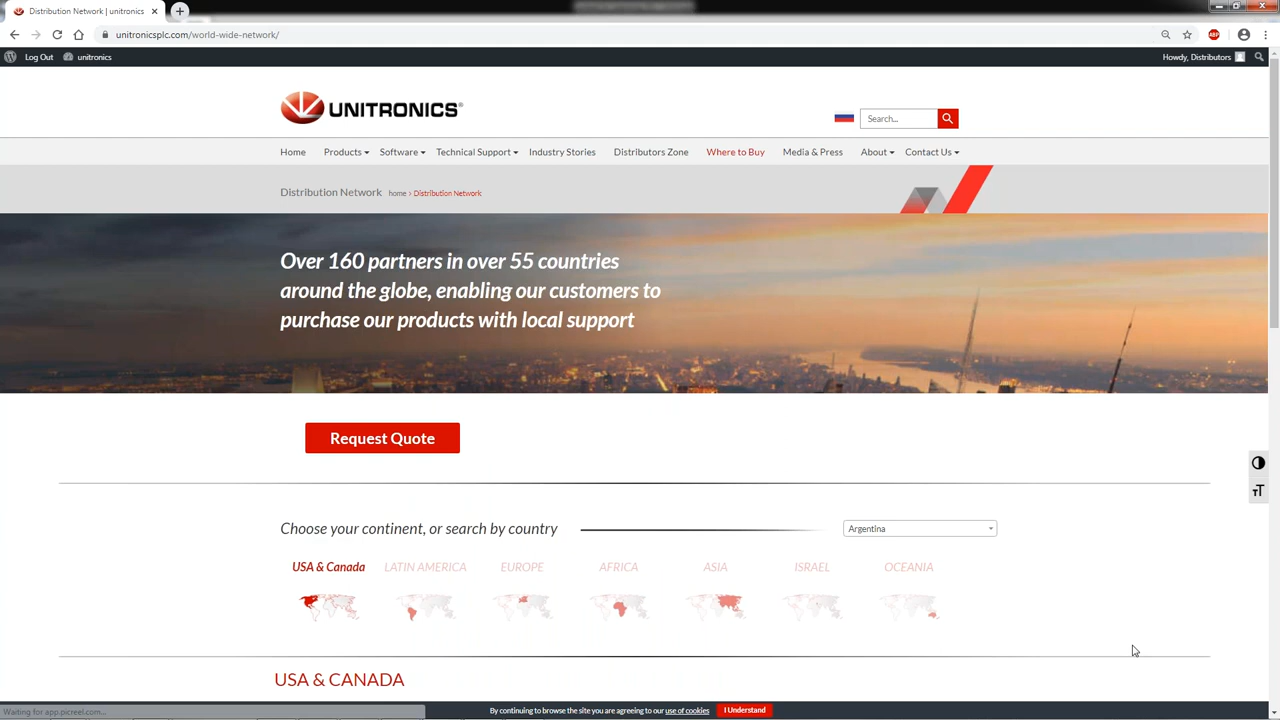 Distribution Network | unitronics
unitronicsplc.com/world-wide-network/
ABP
Log Out unitronics Howdy, Distributors
UNITRONICS®
Search...
Home Products Software Technical Support Industry Stories Distributors Zone Where to Buy Media & Press About Contact Us
Distribution Network home › Distribution Network
Over 160 partners in over 55 countries
around the globe, enabling our customers to
purchase our products with local support
Request Quote
Choose your continent, or search by country Argentina
USA & Canada LATIN AMERICA EUROPE AFRICA ASIA ISRAEL OCEANIA
USA & CANADA
Waiting for app.picreel.com...
By continuing to browse the site you are agreeing to our use of cookies I Understand